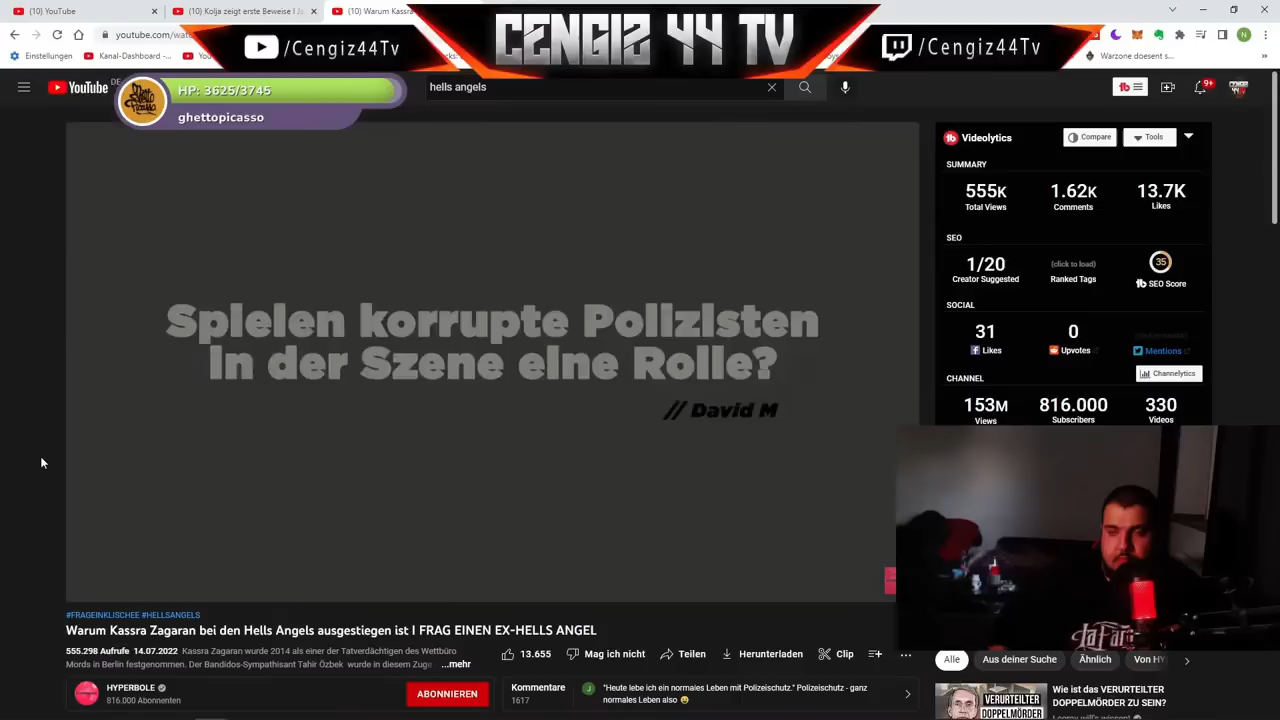 (10) YouTube
(10) Kolja zeigt erste Beweise I Ja
(10) Warum Kassra
youtube.com/wat
N
Einstellungen
Kanal-Dashboard -...
You
Warzone doesent s...
/Cengiz44Tv
CENGIZ 44 TV
/Cengiz44Tv
YouTube
DE
HP: 3625/3745
ghettopicasso
hells angels
9+
Spielen korrupte Polizisten
in der Szene eine Rolle?
// David M
Videolytics
Compare
Tools
SUMMARY
555K
1.62K
13.7K
Total Views
Comments
Likes
SEO
1/20
(click to load)
35
Creator Suggested
Ranked Tags
SEO Score
SOCIAL
31
0
Likes
Upvotes
Mentions
CHANNEL
Channelytics
153M
816.000
330
Views
Subscribers
Videos
#FRAGEINKLISCHEE #HELLSANGELS
Warum Kassra Zagaran bei den Hells Angels ausgestiegen ist I FRAG EINEN EX-HELLS ANGEL
555.298 Aufrufe 14.07.2022 Kassra Zagaran wurde 2014 als einer der Tatverdächtigen des Wettbüro
Mords in Berlin festgenommen. Der Bandidos-Sympathisant Tahir Özbek wurde in diesem Zuge ...mehr
13.655
Mag ich nicht
Teilen
Herunterladen
Clip
HYPERBOLE
816.000 Abonnenten
ABONNIEREN
Kommentare
1617
J
"Heute lebe ich ein normales Leben mit Polizeischutz." Polizeischutz - ganz
normales Leben also
Alle
Aus deiner Suche
Ähnlich
Von HY
VERURTEILTER
DOPPELMÖRDER
Wie ist das VERURTEILTER
DOPPELMÖRDER ZU SEIN?